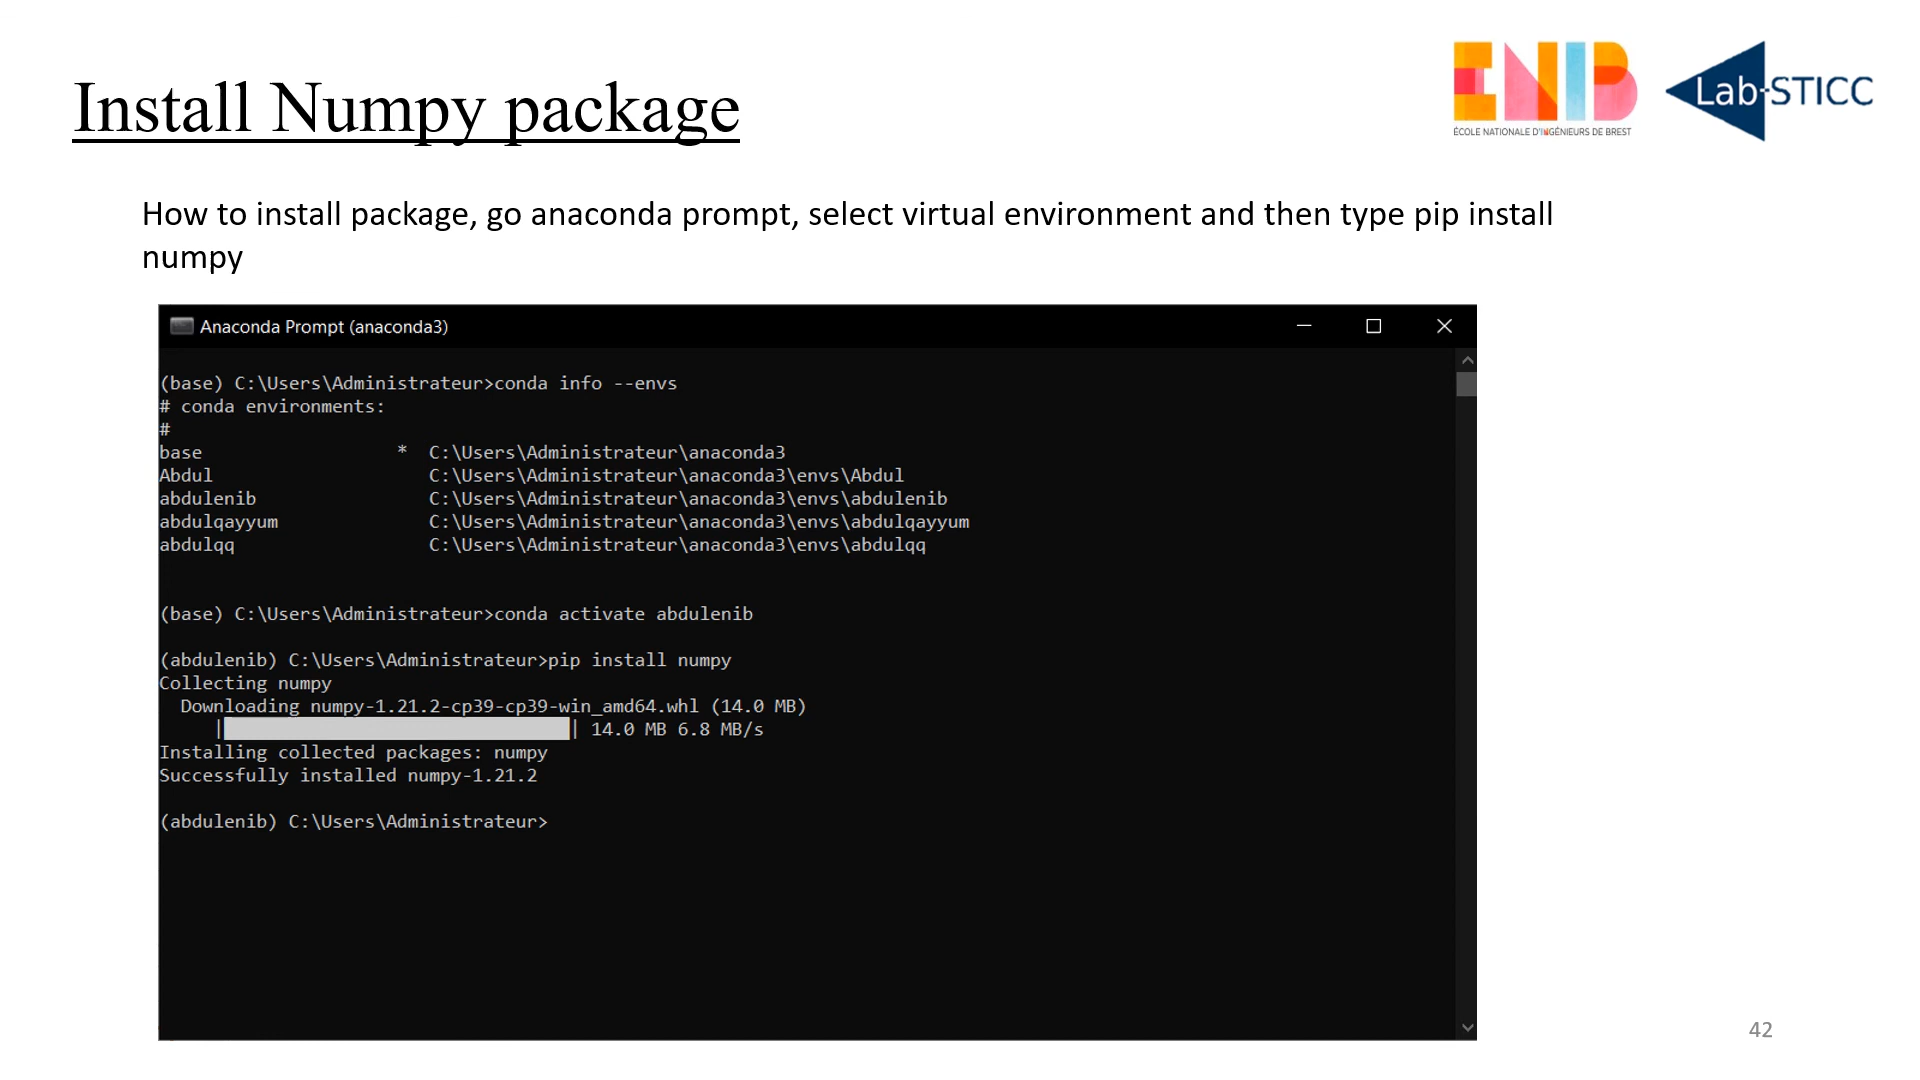 Install Numpy package
ÉCOLE NATIONALE D'INGÉNIEURS DE BREST
Lab-STICC
How to install package, go anaconda prompt, select virtual environment and then type pip install
numpy
Anaconda Prompt (anaconda3)
(base) C:\Users\Administrateur>conda info --envs
# conda environments:
#
base                  *  C:\Users\Administrateur\anaconda3
Abdul                    C:\Users\Administrateur\anaconda3\envs\Abdul
abdulenib                C:\Users\Administrateur\anaconda3\envs\abdulenib
abdulqayyum              C:\Users\Administrateur\anaconda3\envs\abdulqayyum
abdulqq                  C:\Users\Administrateur\anaconda3\envs\abdulqq
(base) C:\Users\Administrateur>conda activate abdulenib
(abdulenib) C:\Users\Administrateur>pip install numpy
Collecting numpy
  Downloading numpy-1.21.2-cp39-cp39-win_amd64.whl (14.0 MB)
| | 14.0 MB 6.8 MB/s
Installing collected packages: numpy
Successfully installed numpy-1.21.2
(abdulenib) C:\Users\Administrateur>
42
ENIB